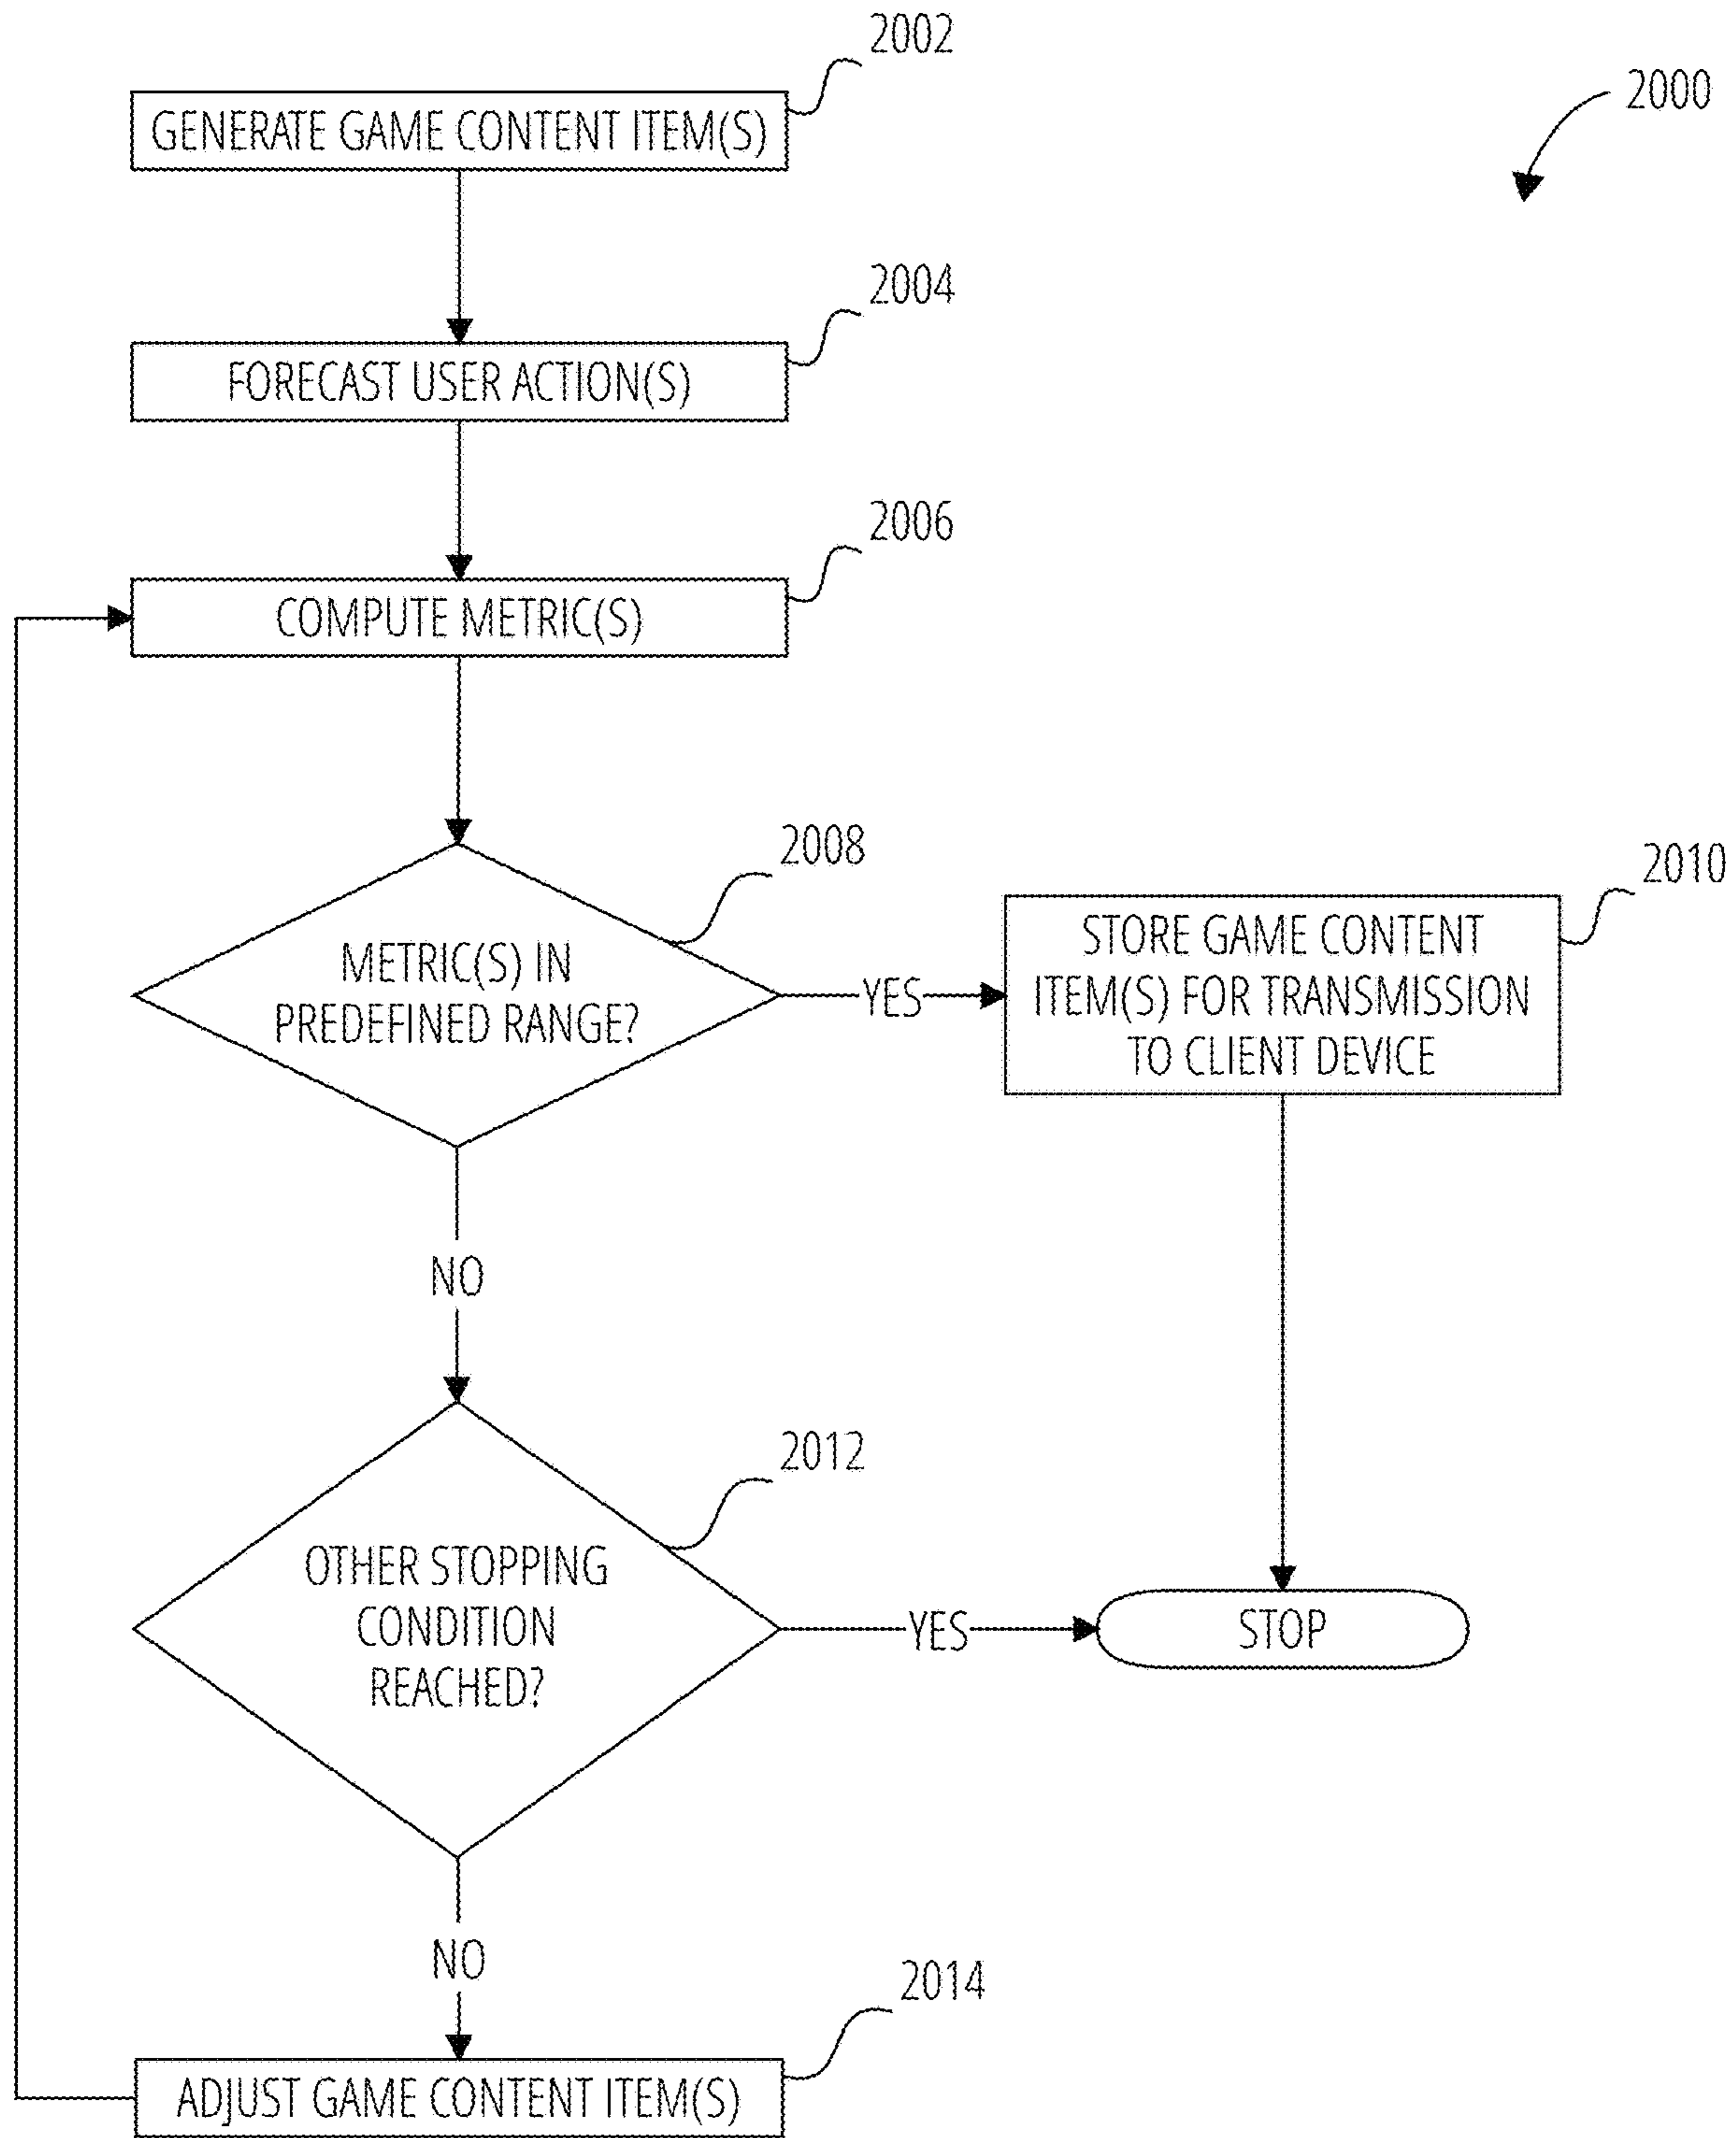 2002
2000
GENERATE GAME CONTENT ITEM(S)
2004
FORECAST USER ACTION(S)
2006
COMPUTE METRIC(S)
2008
METRIC(S) IN
PREDEFINED RANGE?
YES
2010
STORE GAME CONTENT
ITEM(S) FOR TRANSMISSION
TO CLIENT DEVICE
NO
2012
OTHER STOPPING
CONDITION
REACHED?
YES
STOP
NO
2014
ADJUST GAME CONTENT ITEM(S)